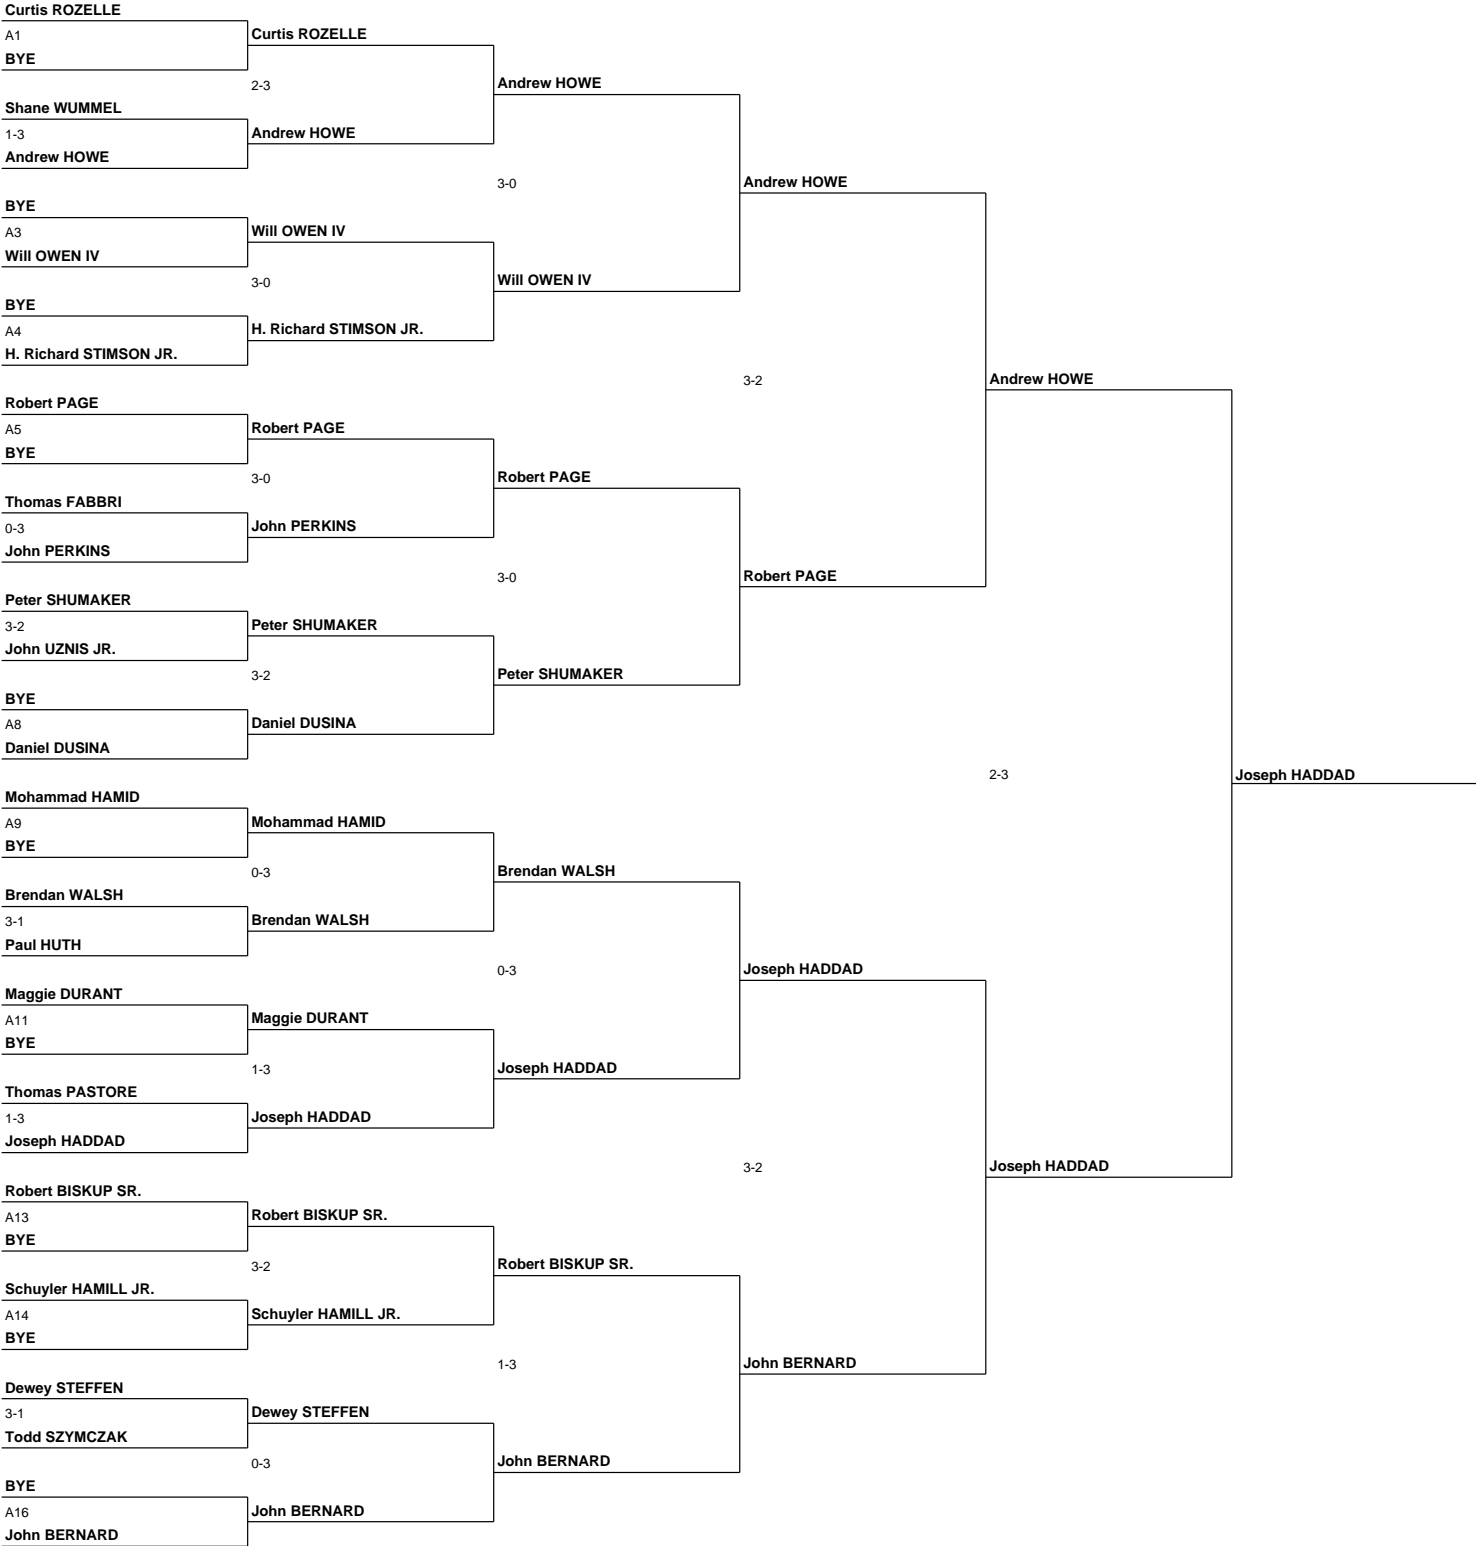 Curtis ROZELLE
A1
BYE
Shane WUMMEL
1-3
Andrew HOWE
BYE
A3
Will OWEN IV
BYE
A4
H. Richard STIMSON JR.
Robert PAGE
A5
BYE
Thomas FABBRI
0-3
John PERKINS
Peter SHUMAKER
3-2
John UZNIS JR.
BYE
A8
Daniel DUSINA
Mohammad HAMID
A9
BYE
Brendan WALSH
3-1
Paul HUTH
Maggie DURANT
A11
BYE
Thomas PASTORE
1-3
Joseph HADDAD
Robert BISKUP SR.
A13
BYE
Schuyler HAMILL JR.
A14
BYE
Dewey STEFFEN
3-1
Todd SZYMCZAK
BYE
A16
John BERNARD
Curtis ROZELLE
2-3
Andrew HOWE
Will OWEN IV
3-0
H. Richard STIMSON JR.
Robert PAGE
3-0
John PERKINS
Peter SHUMAKER
3-2
Daniel DUSINA
Mohammad HAMID
0-3
Brendan WALSH
Maggie DURANT
1-3
Joseph HADDAD
Robert BISKUP SR.
3-2
Schuyler HAMILL JR.
Dewey STEFFEN
0-3
John BERNARD
Andrew HOWE
3-0
Will OWEN IV
Robert PAGE
3-0
Peter SHUMAKER
Brendan WALSH
0-3
Joseph HADDAD
Robert BISKUP SR.
1-3
John BERNARD
Andrew HOWE
3-2
Robert PAGE
Joseph HADDAD
3-2
John BERNARD
Andrew HOWE
2-3
Joseph HADDAD
Joseph HADDAD